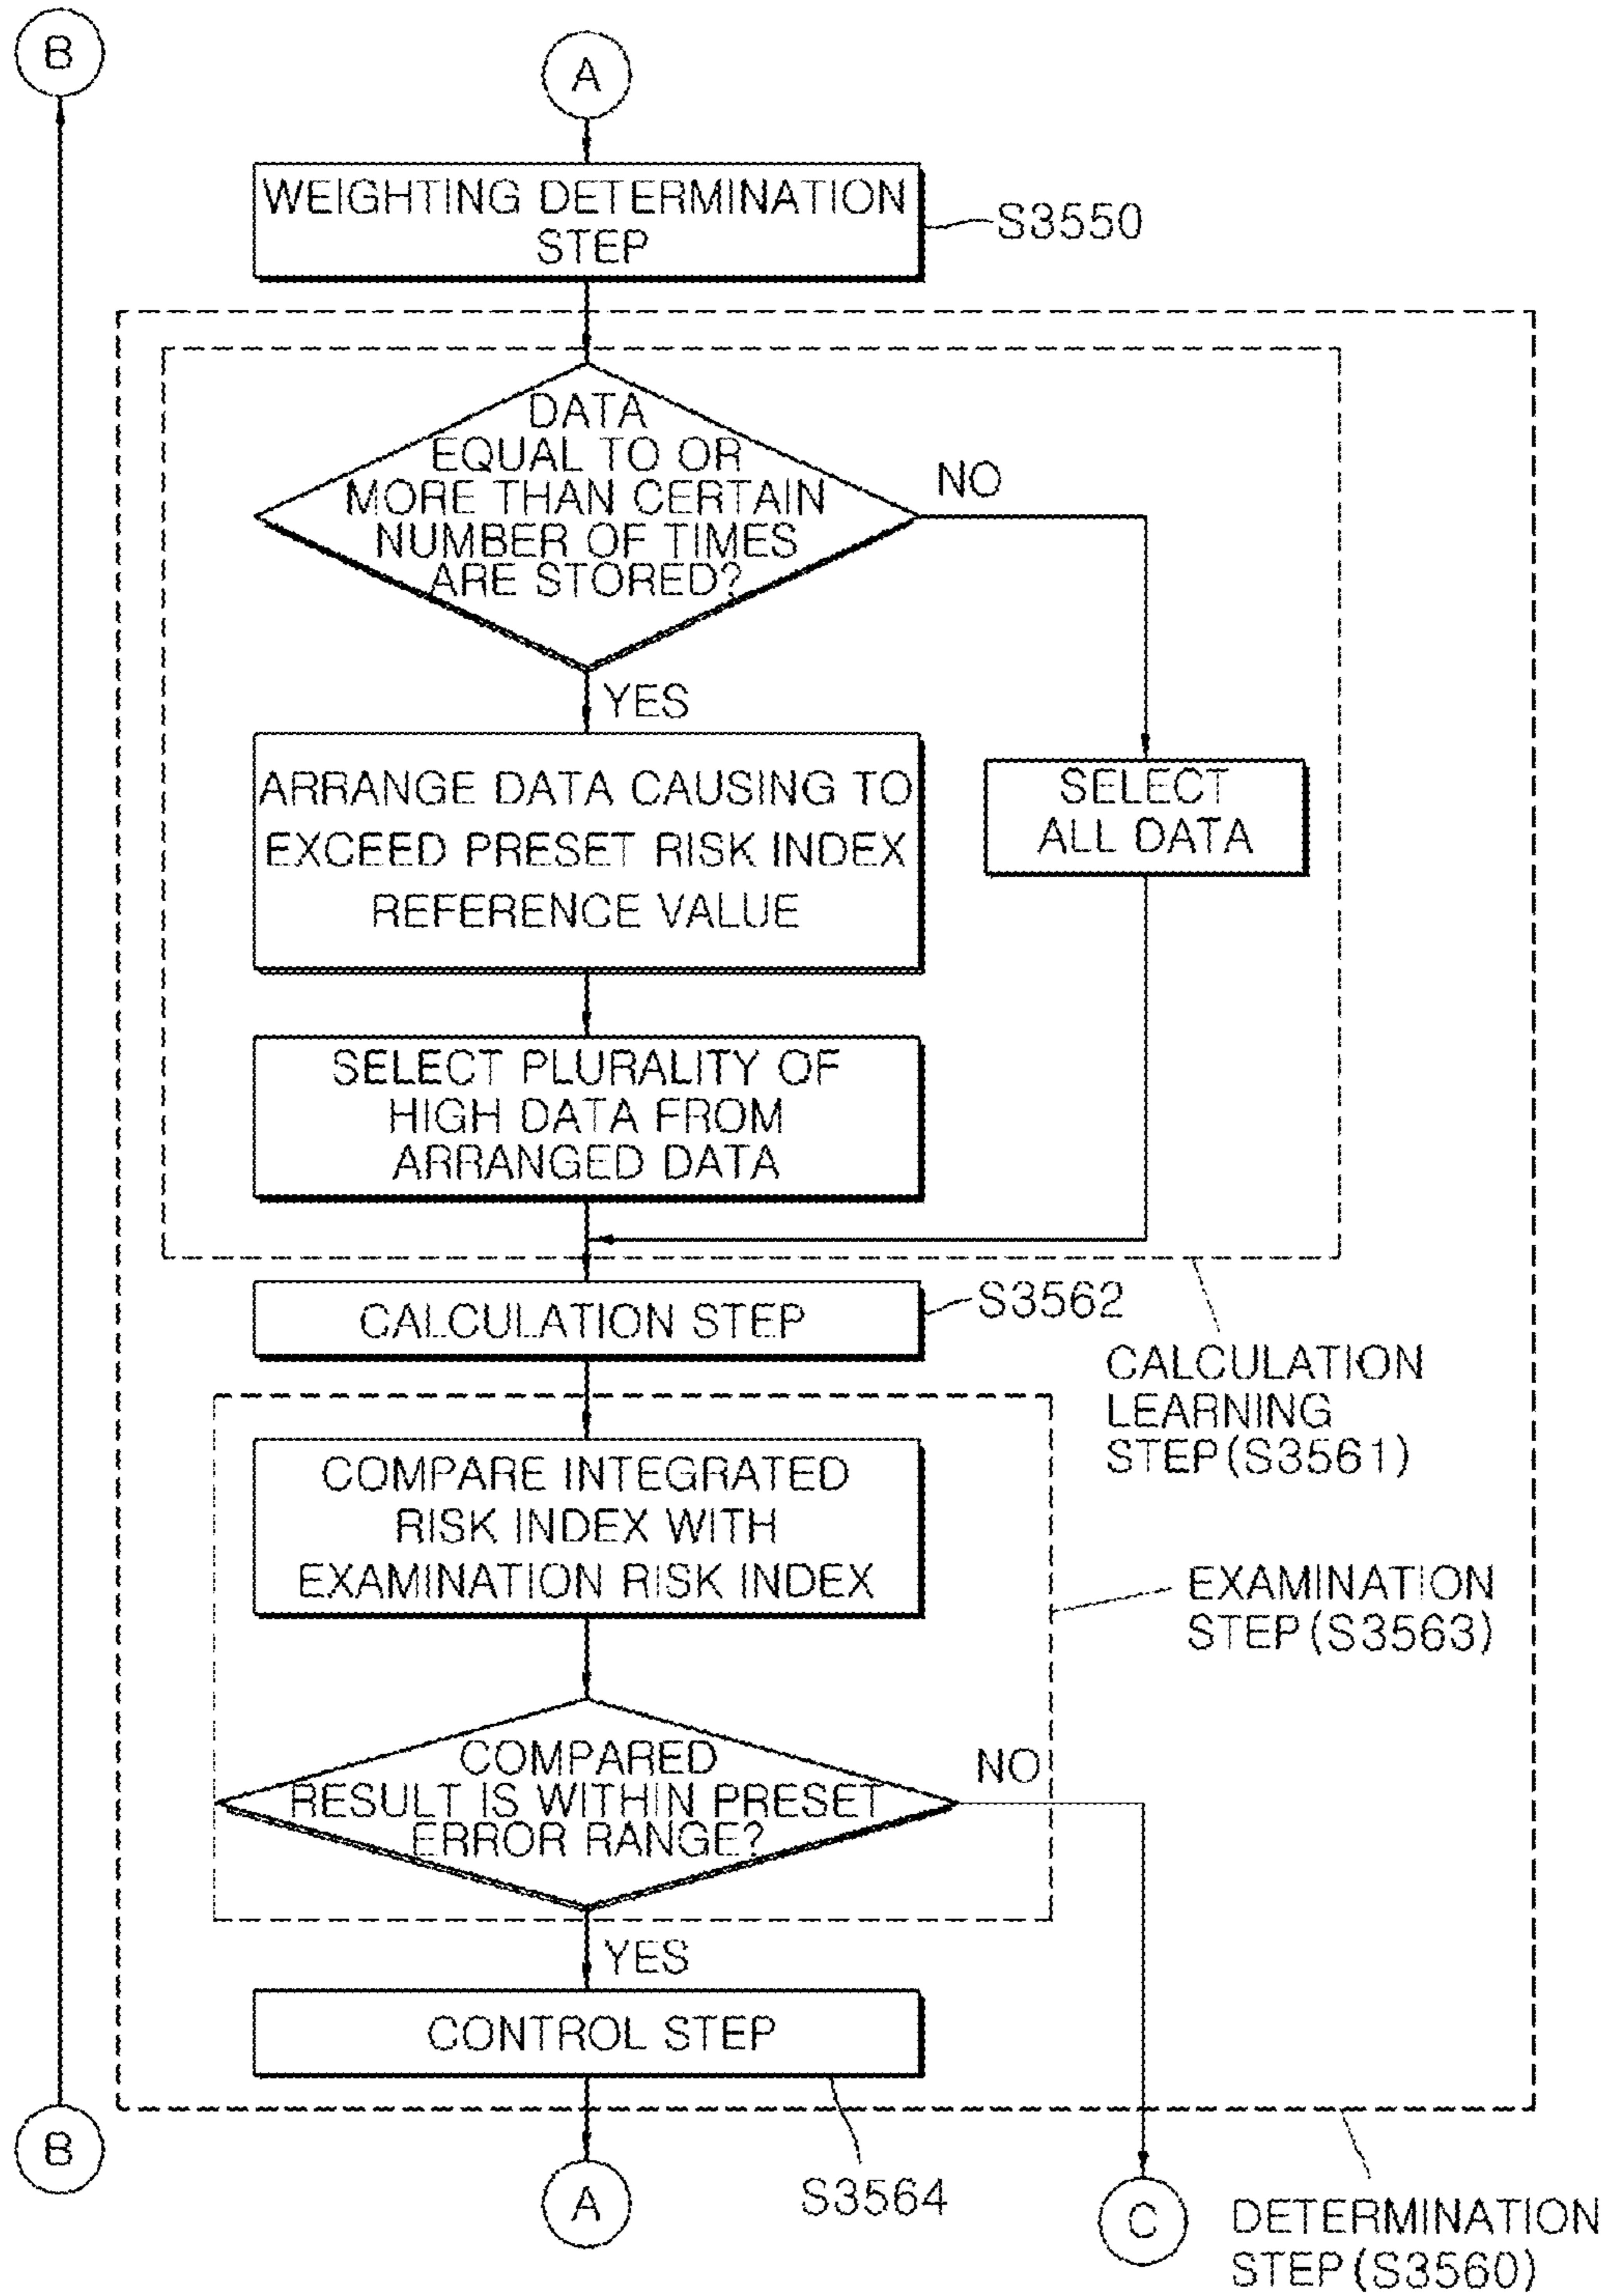 B
A
WEIGHTING DETERMINATION
STEP
S3550
DATA
EQUAL TO OR
MORE THAN CERTAIN
NUMBER OF TIMES
ARE STORED?
NO
YES
ARRANGE DATA CAUSING TO
EXCEED PRESET RISK INDEX
REFERENCE VALUE
SELECT
ALL DATA
SELECT PLURALITY OF
HIGH DATA FROM
ARRANGED DATA
CALCULATION STEP
S3562
CALCULATION
LEARNING
STEP(S3561)
COMPARE INTEGRATED
RISK INDEX WITH
EXAMINATION RISK INDEX
EXAMINATION
STEP(S3563)
COMPARED
RESULT IS WITHIN PRESET
ERROR RANGE?
NO
YES
CONTROL STEP
S3564
B
A
C
DETERMINATION
STEP(S3560)